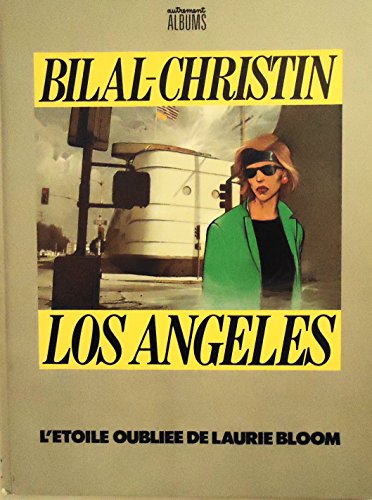 autrement
ALBUMS
BILAL-CHRISTIN
LOS ANGELES
L'ETOILE OUBLIEE DE LAURIE BLOOM